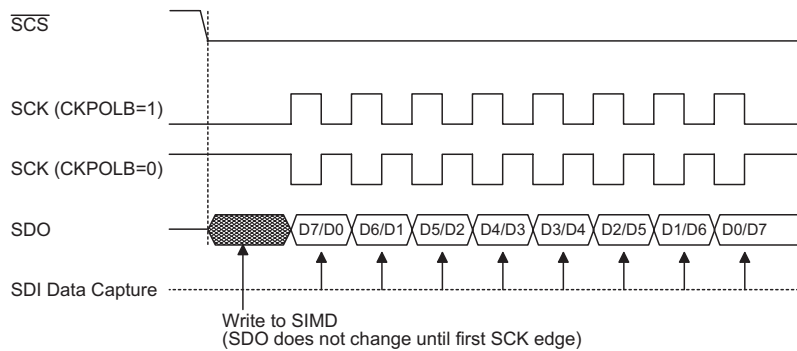 SCS
SCK (CKPOLB=1)
SCK (CKPOLB=0)
SDO
D7/D0 D6/D1 D5/D2 D4/D3 D3/D4 D2/D5 D1/D6 D0/D7
SDI Data Capture
Write to SIMD
(SDO does not change until first SCK edge)